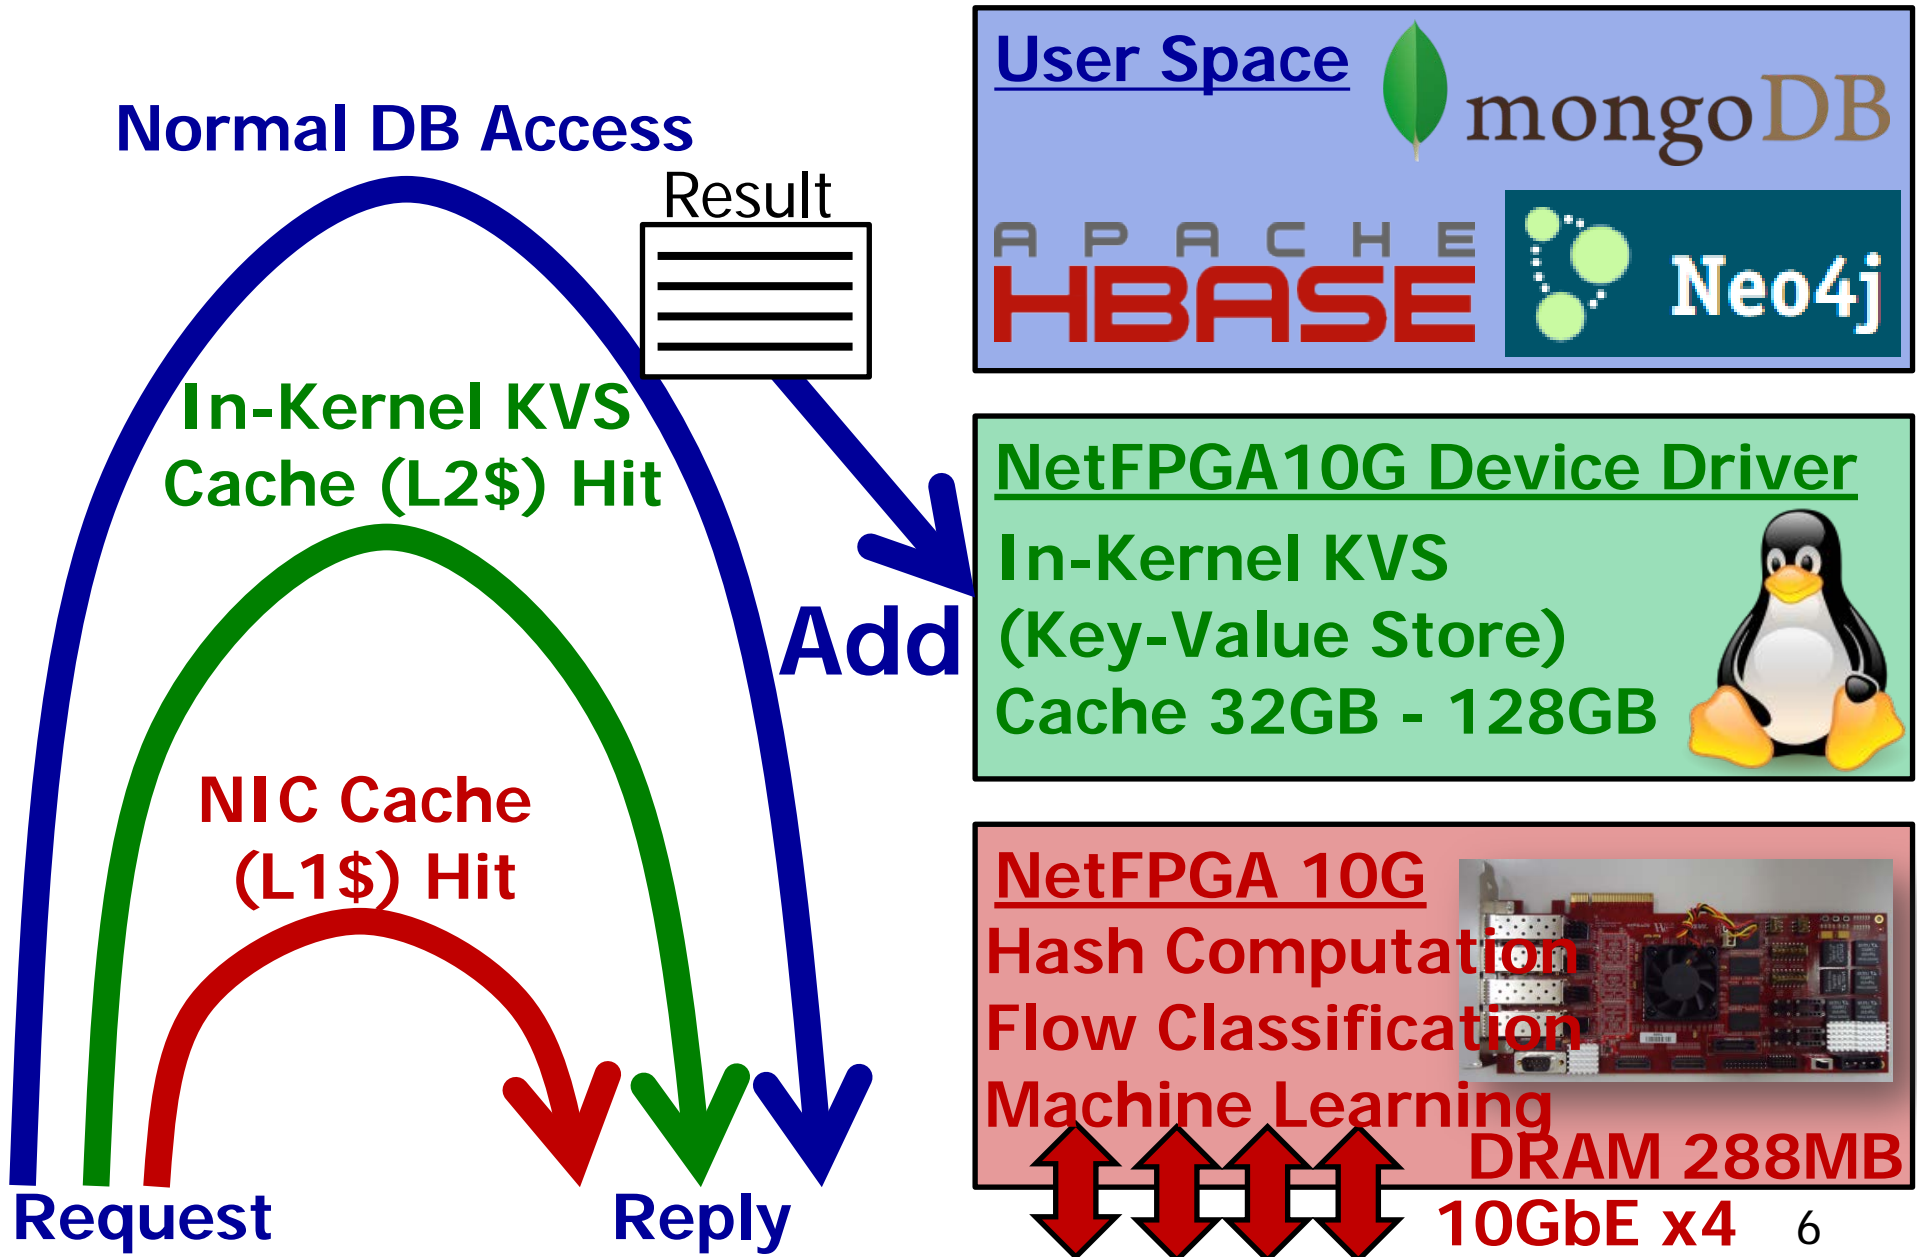 Normal DB Access
Result
In-Kernel KVS
Cache (L2$) Hit
Add
NIC Cache
(L1$) Hit
Request
Reply
User Space
mongoDB
APACHE
HBASE
Neo4j
NetFPGA10G Device Driver
In-Kernel KVS
(Key-Value Store)
Cache 32GB - 128GB
NetFPGA 10G
Hash Computation
Flow Classification
Machine Learning
DRAM 288MB
10GbE x4
6